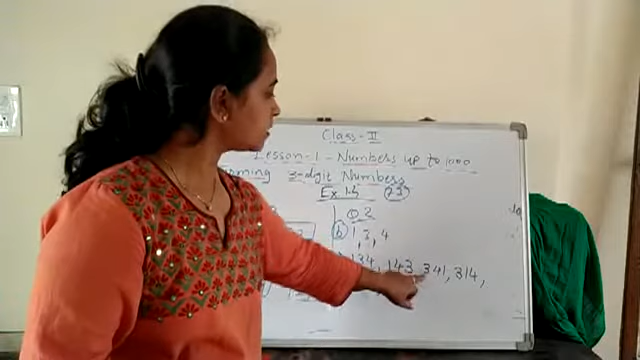 Class - II
Lesson - 1 - Numbers up to 1000
3-digit Numbers
Ex 1.5
Q 2
b 1, 3, 4
134, 143, 341, 314,